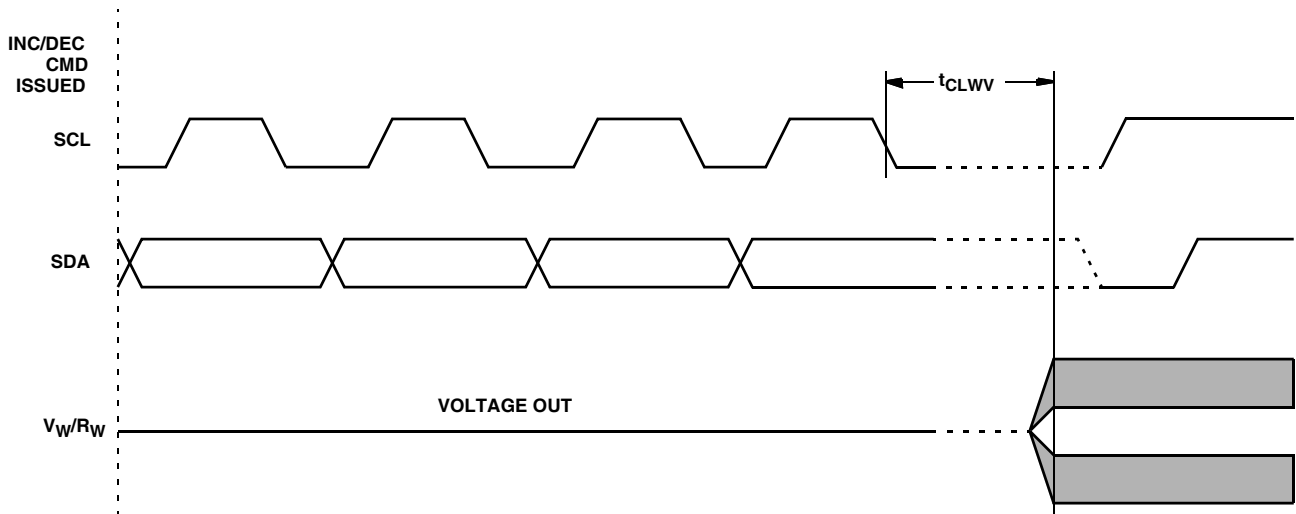 INC/DEC
CMD
ISSUED
tCLWV
SCL
SDA
VOLTAGE OUT
VW/RW